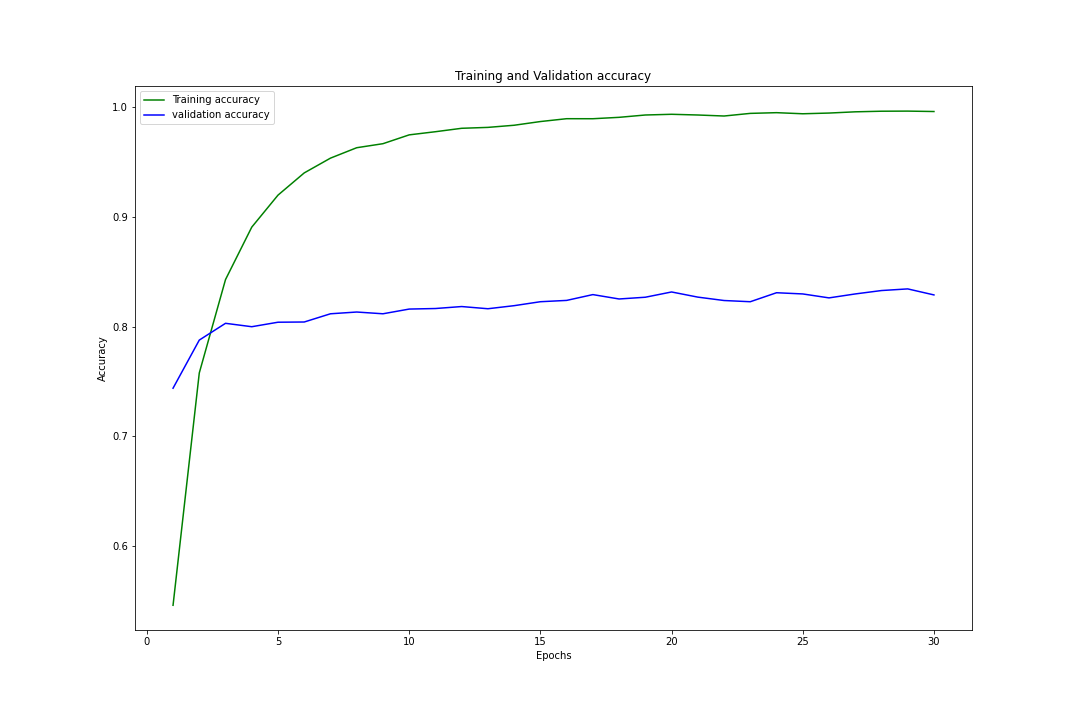 Training and Validation accuracy
Training accuracy
validation accuracy
1.0
0.9
0.8
0.7
0.6
Accuracy
0 5 10 15 20 25 30
Epochs